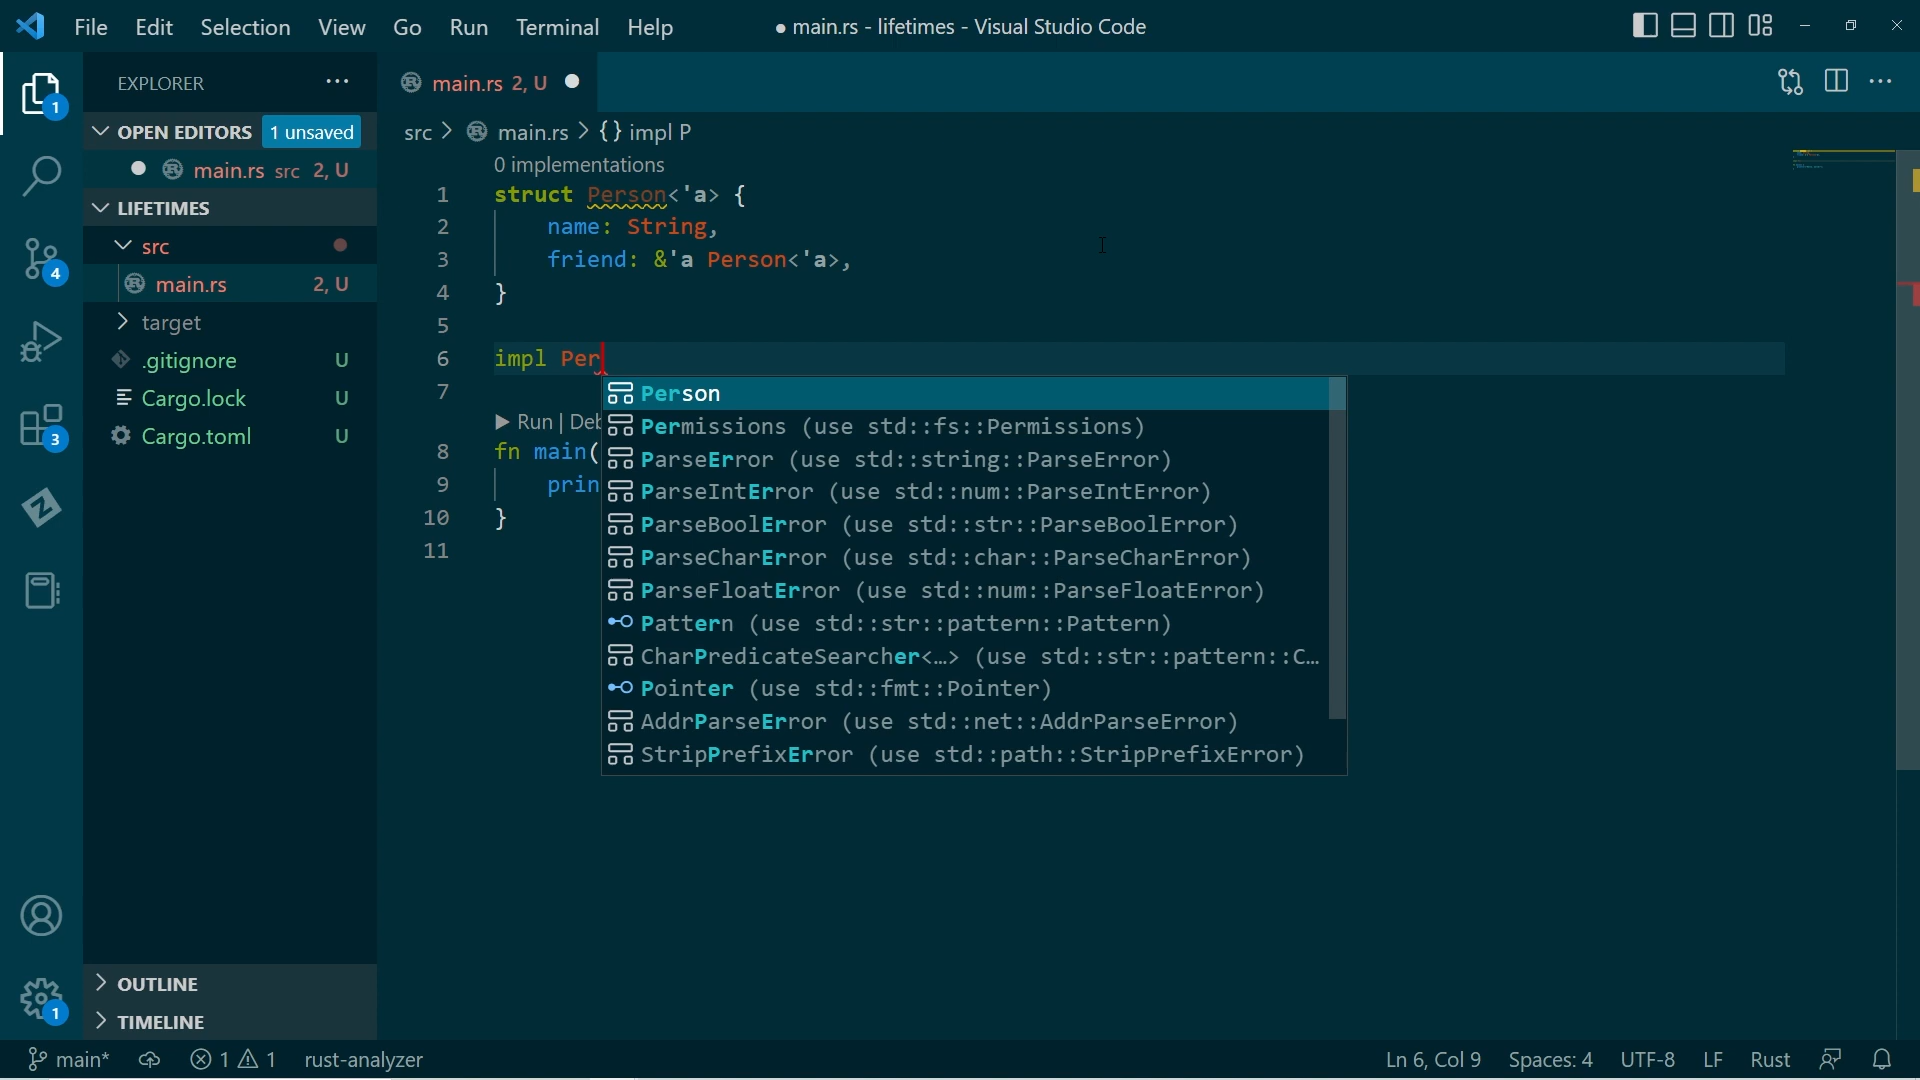 File Edit Selection View Go Run Terminal Help ● main.rs - lifetimes - Visual Studio Code
EXPLORER ···
main.rs 2, U
1
OPEN EDITORS 1 unsaved
main.rs src 2, U
LIFETIMES
src
main.rs 2, U
target
.gitignore U
Cargo.lock U
Cargo.toml U
4
3
OUTLINE
TIMELINE
1
src > main.rs > {} impl P
0 implementations
1 struct Person<'a> {
2 name: String,
3 friend: &'a Person<'a>,
4 }
5
6 impl Per
7
Run | Deb
8 fn main(
9 prin
10 }
11
Person
Permissions (use std::fs::Permissions)
ParseError (use std::string::ParseError)
ParseIntError (use std::num::ParseIntError)
ParseBoolError (use std::str::ParseBoolError)
ParseCharError (use std::char::ParseCharError)
ParseFloatError (use std::num::ParseFloatError)
Pattern (use std::str::pattern::Pattern)
CharPredicateSearcher<…> (use std::str::pattern::C…
Pointer (use std::fmt::Pointer)
AddrParseError (use std::net::AddrParseError)
StripPrefixError (use std::path::StripPrefixError)
main* 1 1 rust-analyzer Ln 6, Col 9 Spaces: 4 UTF-8 LF Rust